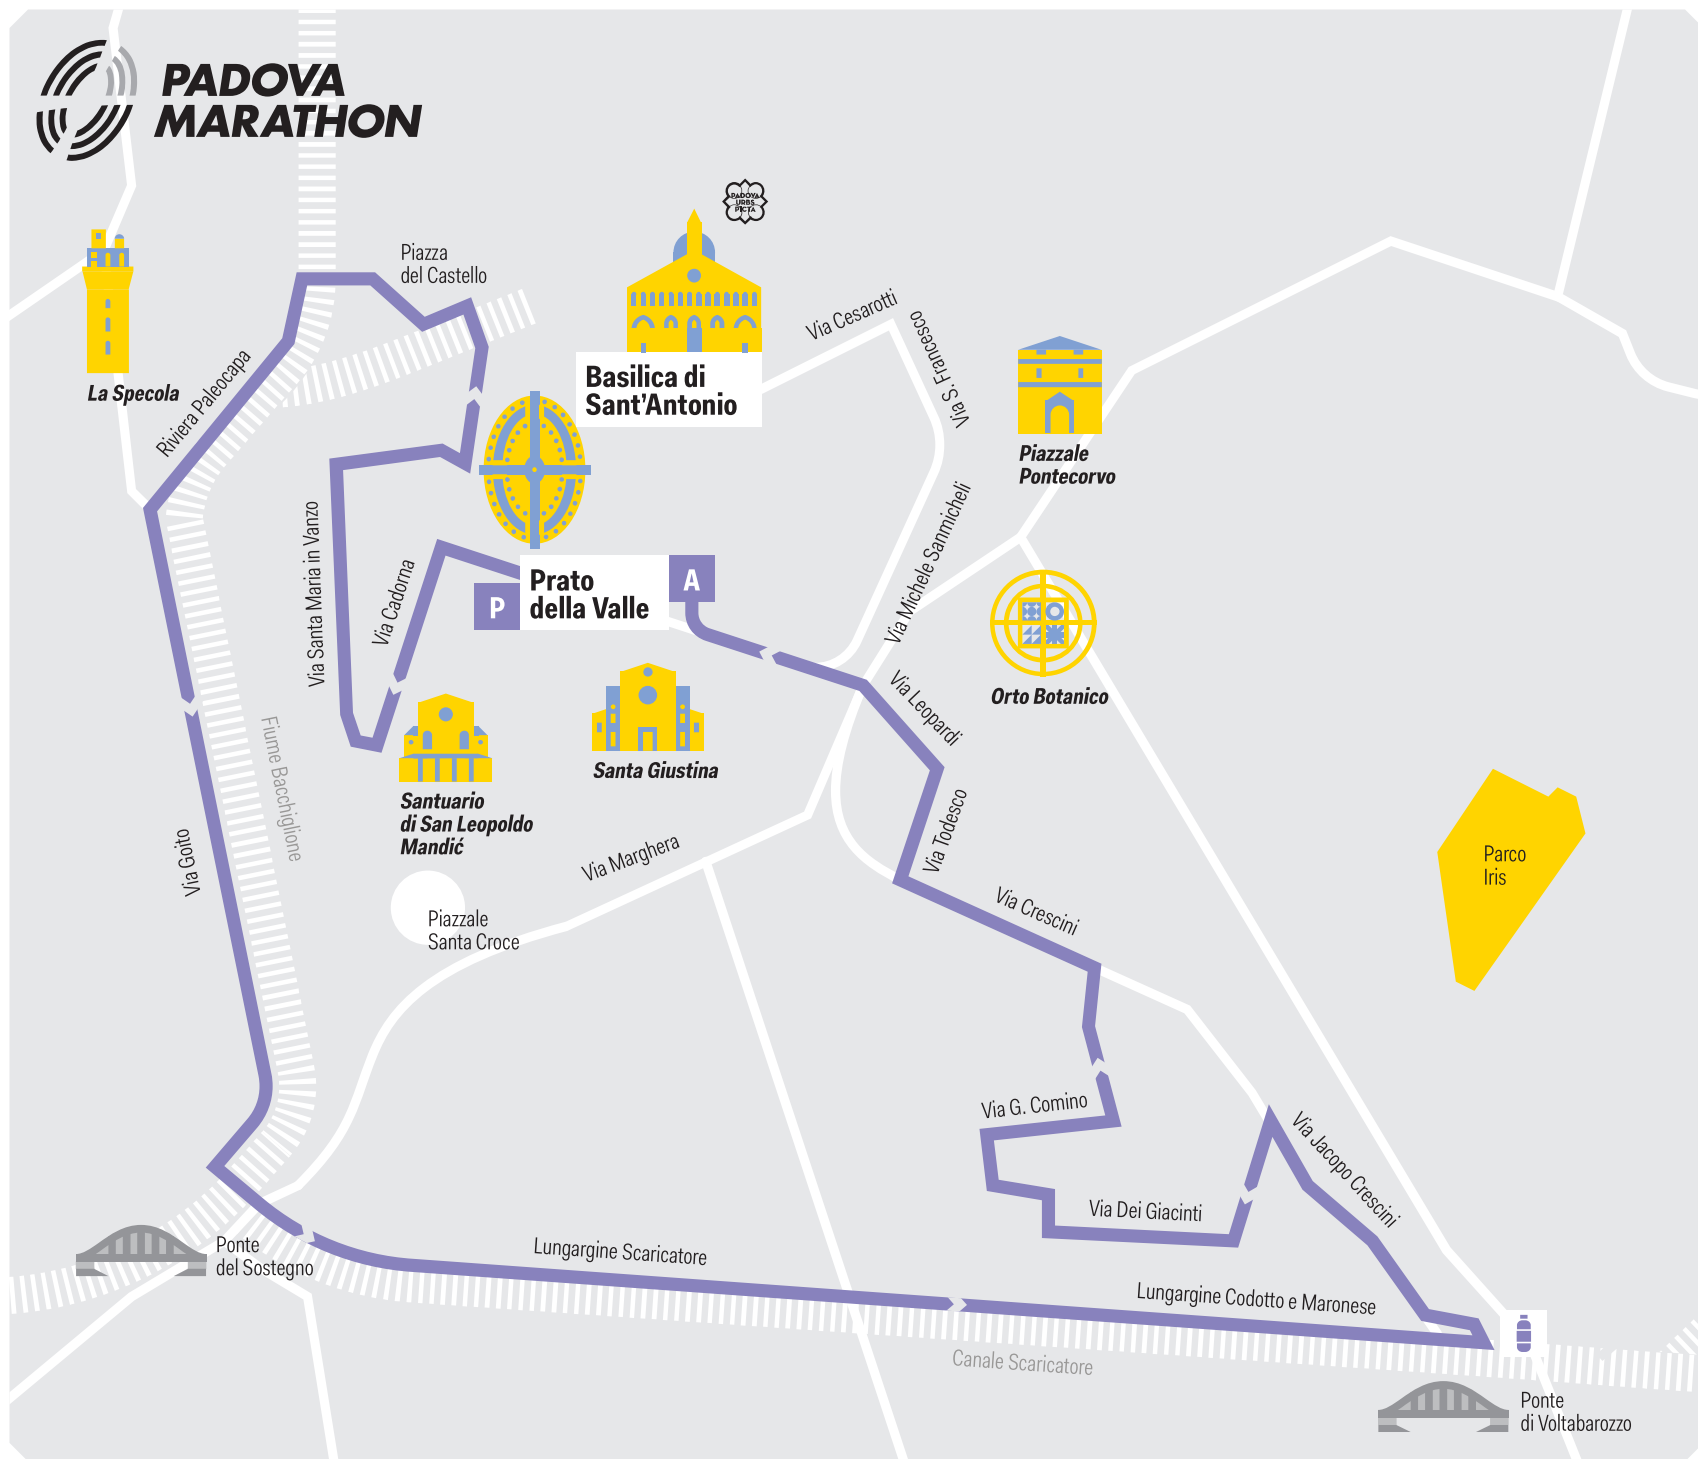 PADOVA
MARATHON
PADOVA
URBS
PICTA
Piazza
del Castello
La Specola
Riviera Paleocapa
Basilica di
Sant'Antonio
Via Cesarotti
Via S. Francesco
Piazzale
Pontecorvo
Via Santa Maria in Vanzo
Via Cadorna
P
Prato
della Valle
A
Via Michele Sanmicheli
Orto Botanico
Via Leopardi
Santa Giustina
Santuario
di San Leopoldo
Mandić
Fiume Bacchiglione
Via Goito
Via Marghera
Via Todesco
Parco
Iris
Piazzale
Santa Croce
Via Crescini
Via G. Comino
Via Jacopo Crescini
Via Dei Giacinti
Ponte
del Sostegno
Lungargine Scaricatore
Lungargine Codotto e Maronese
Canale Scaricatore
Ponte
di Voltabarozzo